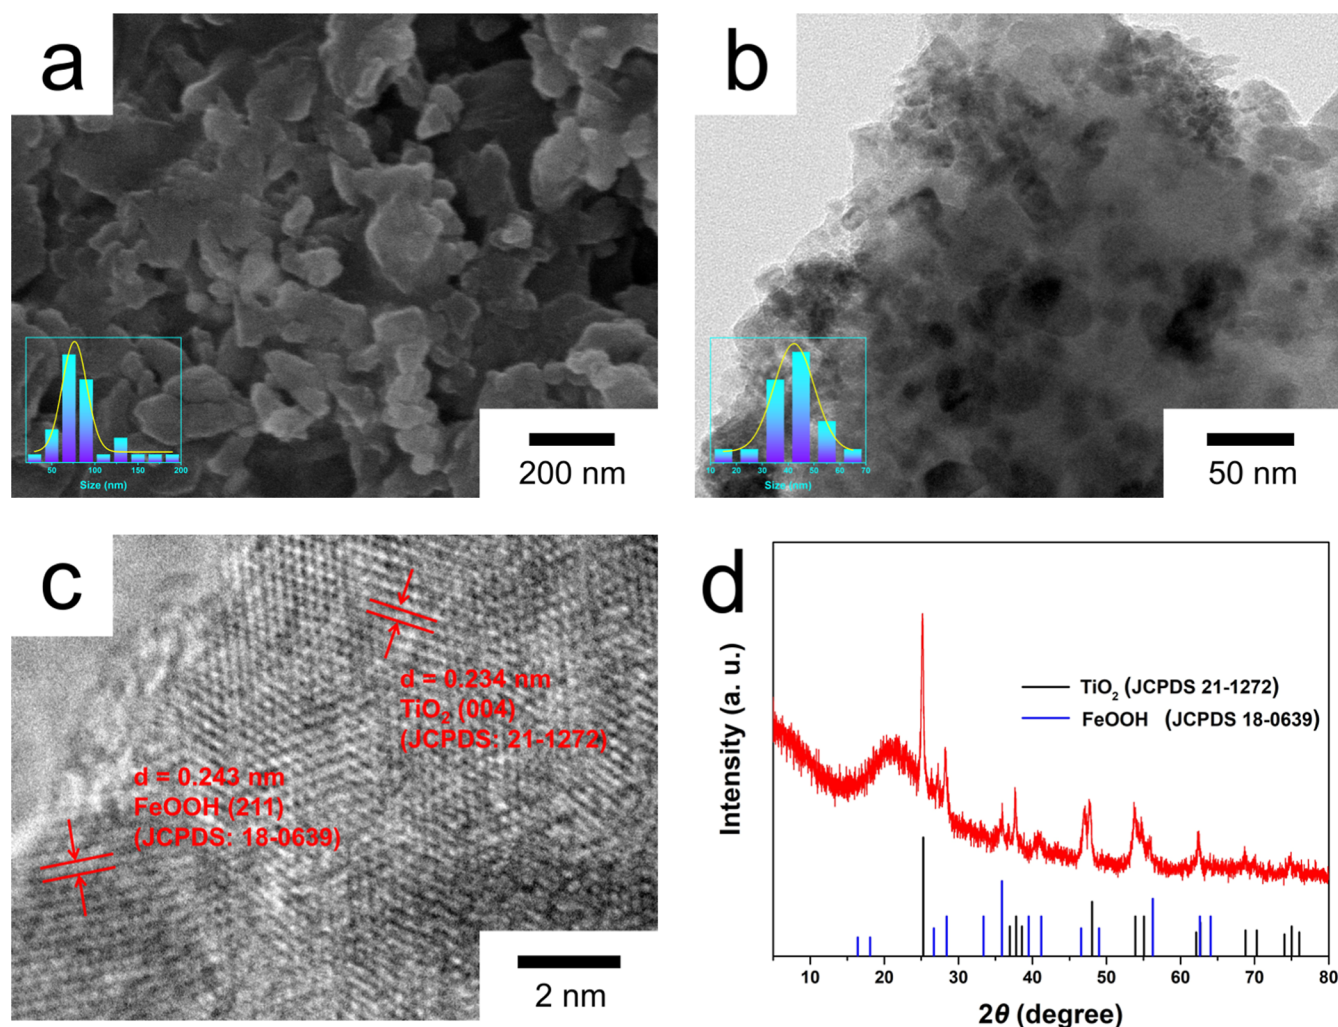 a
50 100 150 200
Size (nm)
200 nm
b
10 20 30 40 50 60 70
Size (nm)
50 nm
c
d = 0.234 nm
TiO2 (004)
(JCPDS: 21-1272)
d = 0.243 nm
FeOOH (211)
(JCPDS: 18-0639)
2 nm
d
Intensity (a. u.)
TiO2 (JCPDS 21-1272)
FeOOH (JCPDS 18-0639)
10 20 30 40 50 60 70 80
2θ (degree)